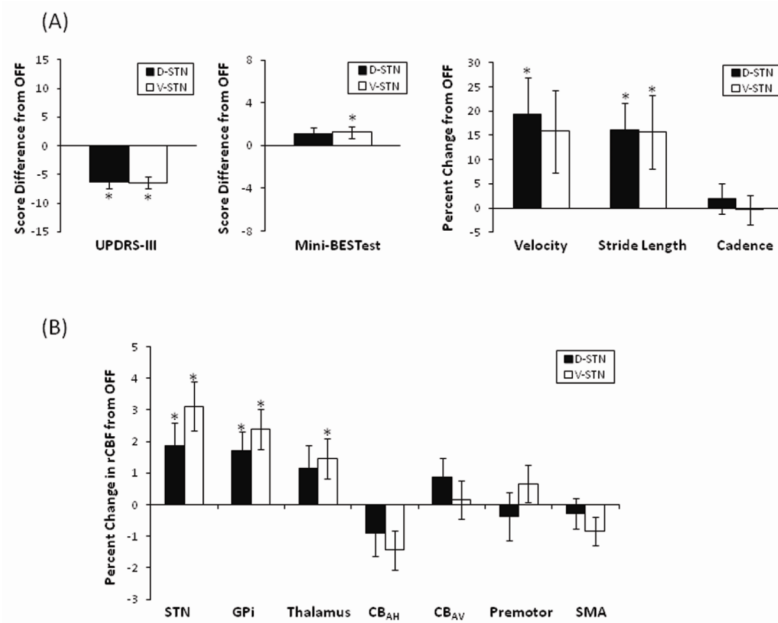 (A)
Score Difference from OFF
15
10
5
0
-5
-10
-15
D-STN
V-STN
* *
UPDRS-III
Score Difference from OFF
8
4
0
-4
-8
D-STN
V-STN
*
Mini-BESTest
Percent Change from OFF
30
25
20
15
10
5
0
-5
D-STN
V-STN
* * *
Velocity Stride Length Cadence
(B)
Percent Change in rCBF from OFF
5
4
3
2
1
0
-1
-2
-3
D-STN
V-STN
* * * * *
STN GPi Thalamus CBAH CBAV Premotor SMA